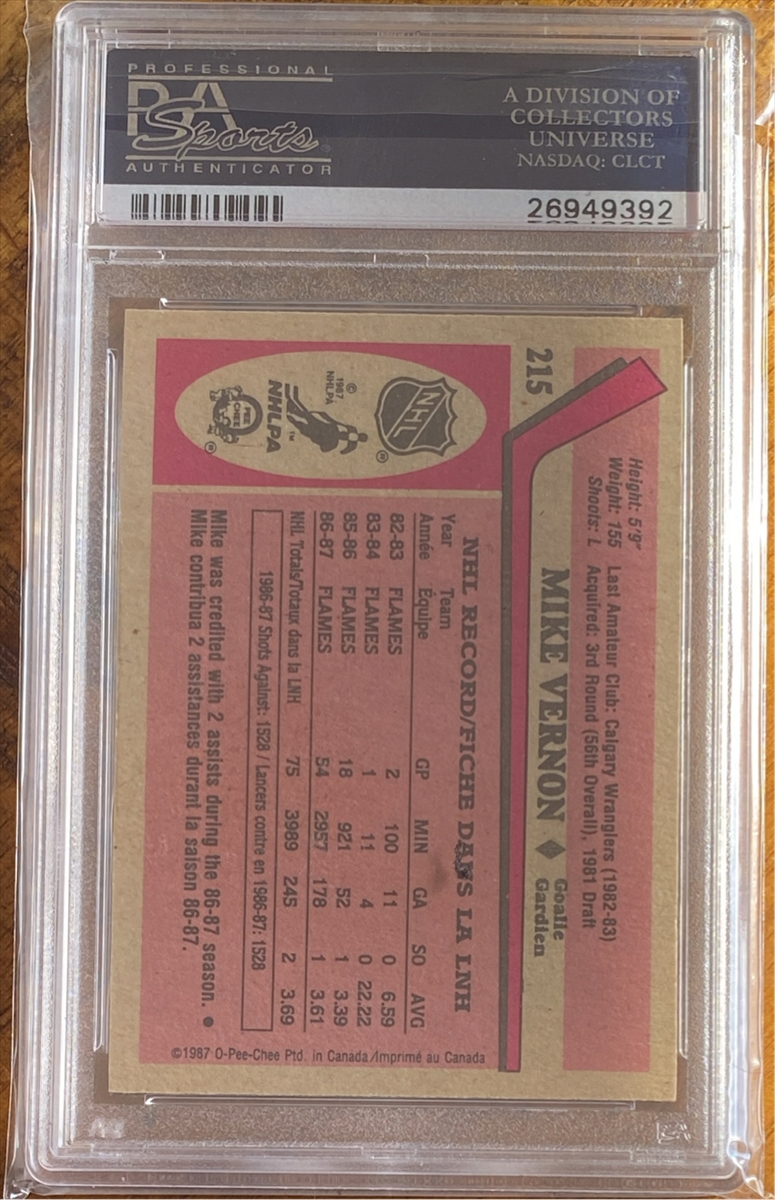 PROFESSIONAL
PSA
Sports
AUTHENTICATOR
A DIVISION OF
COLLECTORS
UNIVERSE
NASDAQ: CLCT
26949392
215
Height: 5'9"
Weight: 155 Last Amateur Club: Calgary Wranglers (1982-83)
Shoots: L Acquired: 3rd Round (56th Overall), 1981 Draft
MIKE VERNON ◆ Goalie
Gardien
NHL
®
© 1987 NHLPA
NHLPA ™
O PEE CHEE
®
NHL RECORD/FICHE DANS LA LNH
Year Team GP MIN GA SO AVG
Année Équipe
82-83 FLAMES 2 100 11 0 6.59
83-84 FLAMES 1 11 4 0 22.22
85-86 FLAMES 18 921 52 1 3.39
86-87 FLAMES 54 2957 178 1 3.61
NHL Totals/Totaux dans la LNH 75 3989 245 2 3.69
1986-87 Shots Against: 1528 / Lancers contre en 1986-87: 1528
Mike was credited with 2 assists during the 86-87 season. ●
Mike contribua 2 assistances durant la saison 86-87.
©1987 O-Pee-Chee Ptd. in Canada/Imprimé au Canada